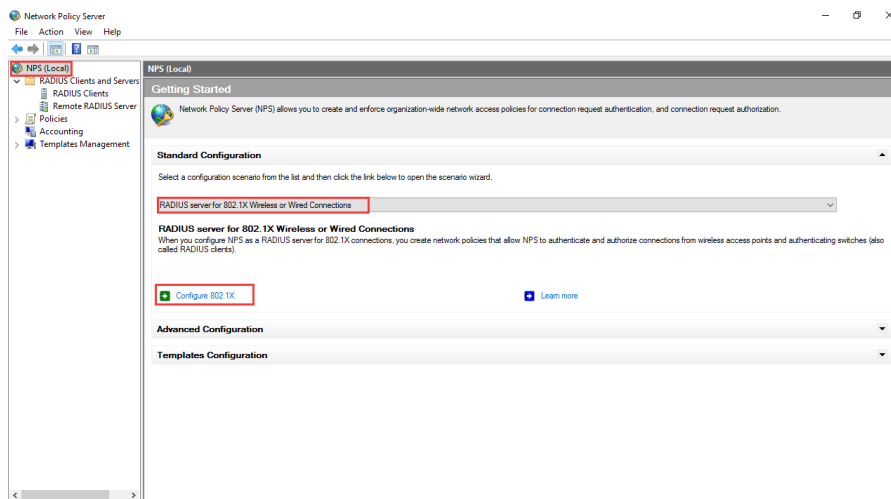 Network Policy Server
File Action View Help
NPS (Local)
RADIUS Clients and Servers
RADIUS Clients
Remote RADIUS Server
Policies
Accounting
Templates Management
NPS (Local)
Getting Started
Network Policy Server (NPS) allows you to create and enforce organization-wide network access policies for connection request authentication, and connection request authorization.
Standard Configuration
Select a configuration scenario from the list and then click the link below to open the scenario wizard.
RADIUS server for 802.1X Wireless or Wired Connections
RADIUS server for 802.1X Wireless or Wired Connections
When you configure NPS as a RADIUS server for 802.1X connections, you create network policies that allow NPS to authenticate and authorize connections from wireless access points and authenticating switches (also
called RADIUS clients).
Configure 802.1X
Learn more
Advanced Configuration
Templates Configuration